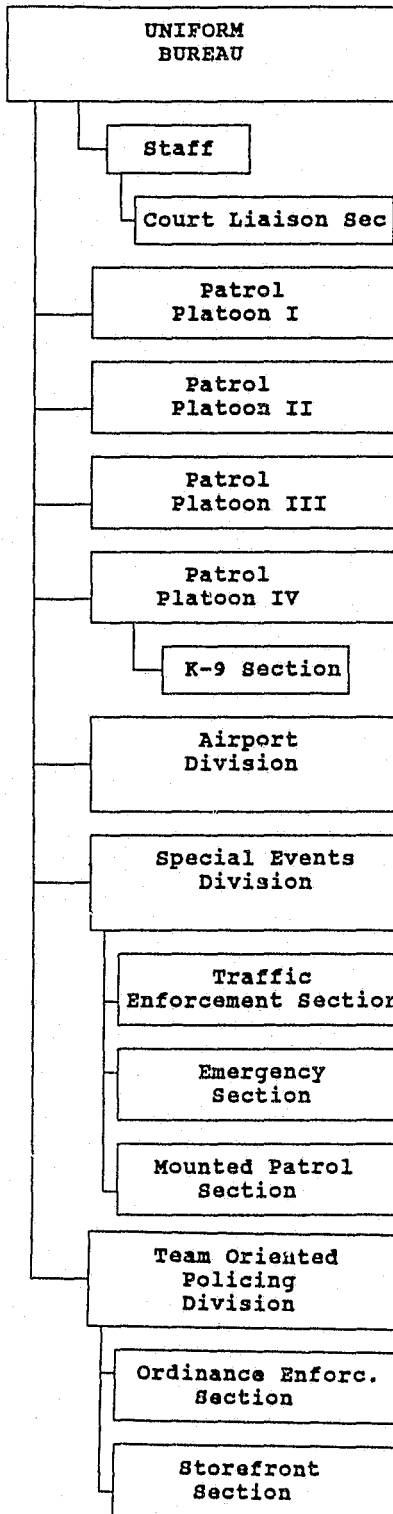 UNIFORM
BUREAU
Staff
Court Liaison Sec
Patrol
Platoon I
Patrol
Platoon II
Patrol
Platoon III
Patrol
Platoon IV
K-9 Section
Airport
Division
Special Events
Division
Traffic
Enforcement Section
Emergency
Section
Mounted Patrol
Section
Team Oriented
Policing
Division
Ordinance Enforc.
Section
Storefront
Section